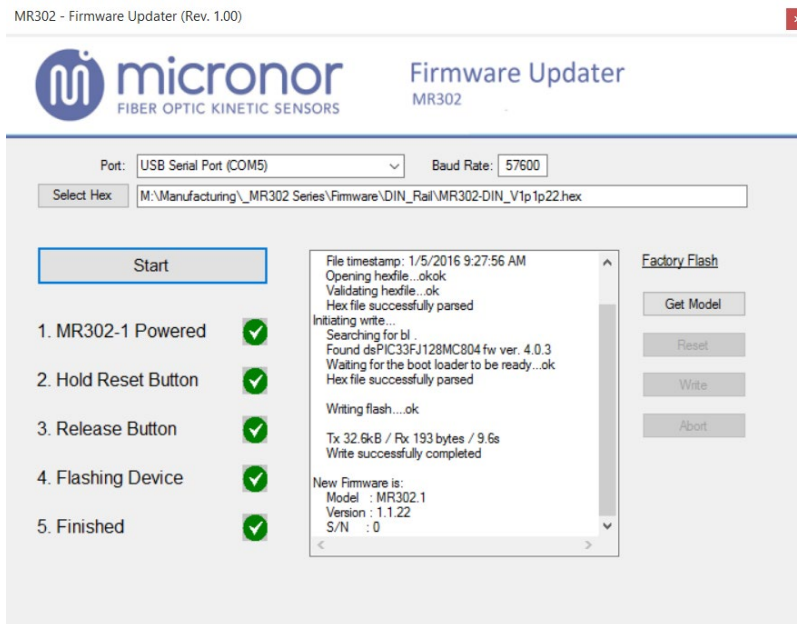 MR302 - Firmware Updater (Rev. 1.00)
micronor
FIBER OPTIC KINETIC SENSORS
Firmware Updater
MR302
Port: USB Serial Port (COM5) Baud Rate: 57600
Select Hex M:\Manufacturing\_MR302 Series\Firmware\DIN_Rail\MR302-DIN_V1p1p22.hex
Start
1. MR302-1 Powered
2. Hold Reset Button
3. Release Button
4. Flashing Device
5. Finished
File timestamp: 1/5/2016 9:27:56 AM
Opening hexfile...okok
Validating hexfile...ok
Hex file successfully parsed
Initiating write...
Searching for bl .
Found dsPIC33FJ128MC804 fw ver. 4.0.3
Waiting for the boot loader to be ready...ok
Hex file successfully parsed
Writing flash....ok
Tx 32.6kB / Rx 193 bytes / 9.6s
Write successfully completed
New Firmware is:
Model : MR302.1
Version : 1.1.22
S/N : 0
Factory Flash
Get Model
Reset
Write
Abort